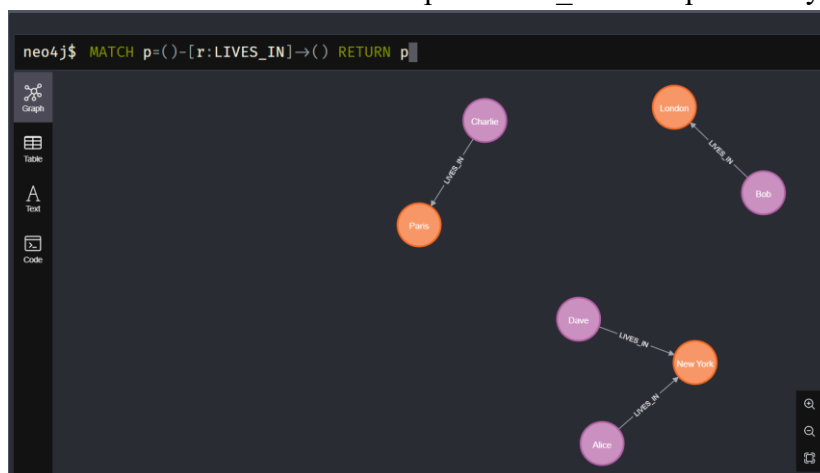 neo4j$ MATCH p=()-[r:LIVES_IN]→() RETURN p
Graph
Table
A
Text
Code
Charlie
LIVES_IN
Paris
London
LIVES_IN
Bob
Dave
LIVES_IN
New York
LIVES_IN
Alice